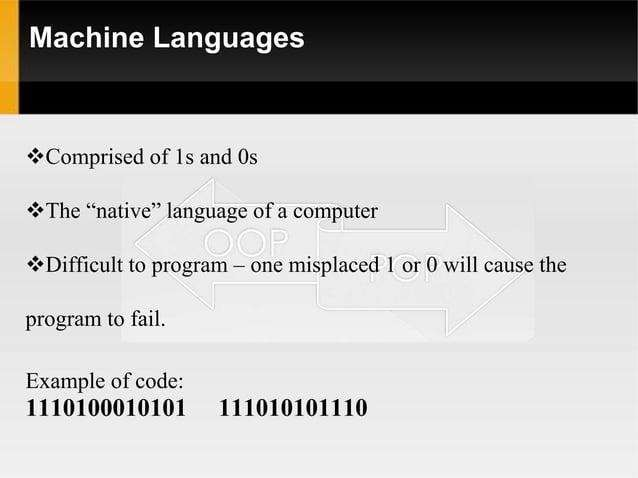 Machine Languages
❖Comprised of 1s and 0s
❖The “native” language of a computer
❖Difficult to program – one misplaced 1 or 0 will cause the
program to fail.
OOP
POP
Example of code:
1110100010101 111010101110